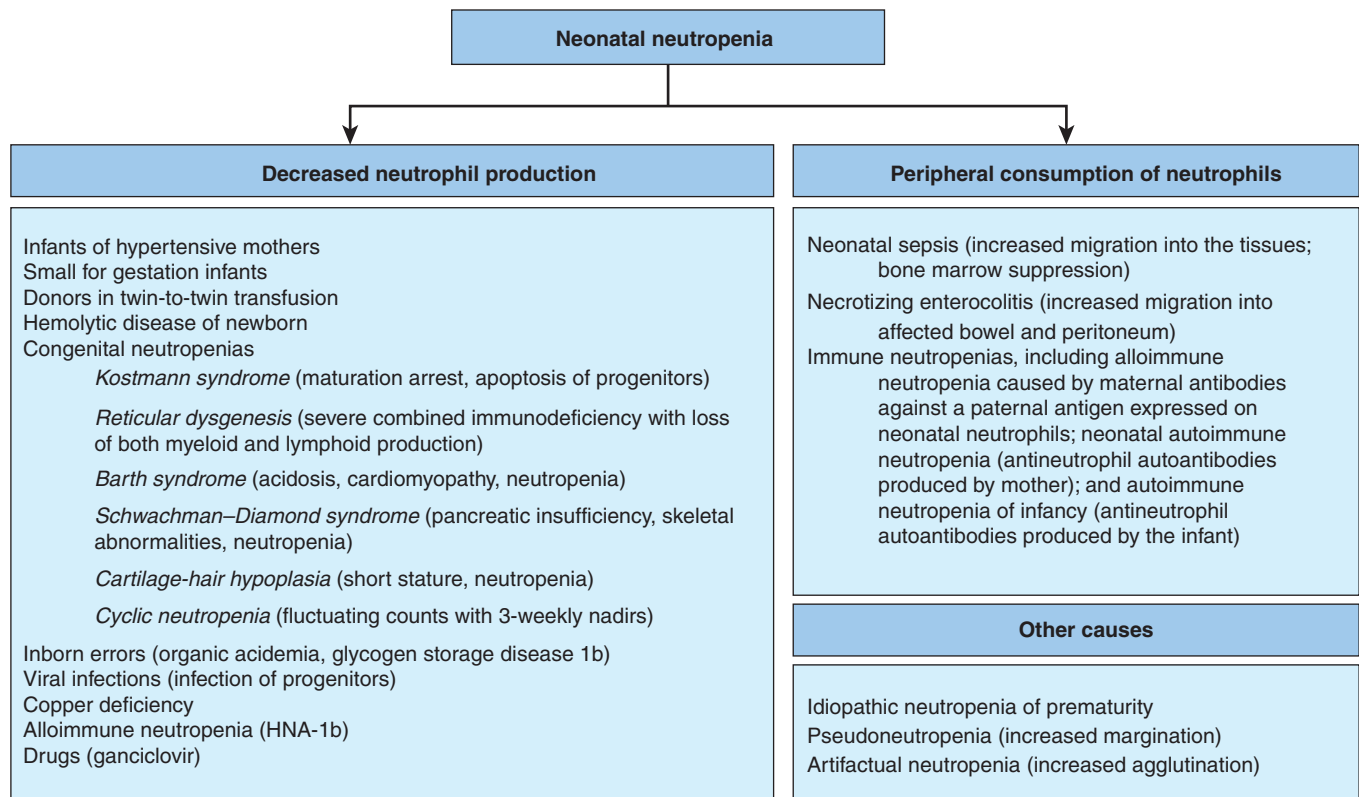 Neonatal neutropenia
Decreased neutrophil production
Infants of hypertensive mothers
Small for gestation infants
Donors in twin-to-twin transfusion
Hemolytic disease of newborn
Congenital neutropenias
Kostmann syndrome (maturation arrest, apoptosis of progenitors)
Reticular dysgenesis (severe combined immunodeficiency with loss
of both myeloid and lymphoid production)
Barth syndrome (acidosis, cardiomyopathy, neutropenia)
Schwachman–Diamond syndrome (pancreatic insufficiency, skeletal
abnormalities, neutropenia)
Cartilage-hair hypoplasia (short stature, neutropenia)
Cyclic neutropenia (fluctuating counts with 3-weekly nadirs)
Inborn errors (organic acidemia, glycogen storage disease 1b)
Viral infections (infection of progenitors)
Copper deficiency
Alloimmune neutropenia (HNA-1b)
Drugs (ganciclovir)
Peripheral consumption of neutrophils
Neonatal sepsis (increased migration into the tissues;
bone marrow suppression)
Necrotizing enterocolitis (increased migration into
affected bowel and peritoneum)
Immune neutropenias, including alloimmune
neutropenia caused by maternal antibodies
against a paternal antigen expressed on
neonatal neutrophils; neonatal autoimmune
neutropenia (antineutrophil autoantibodies
produced by mother); and autoimmune
neutropenia of infancy (antineutrophil
autoantibodies produced by the infant)
Other causes
Idiopathic neutropenia of prematurity
Pseudoneutropenia (increased margination)
Artifactual neutropenia (increased agglutination)